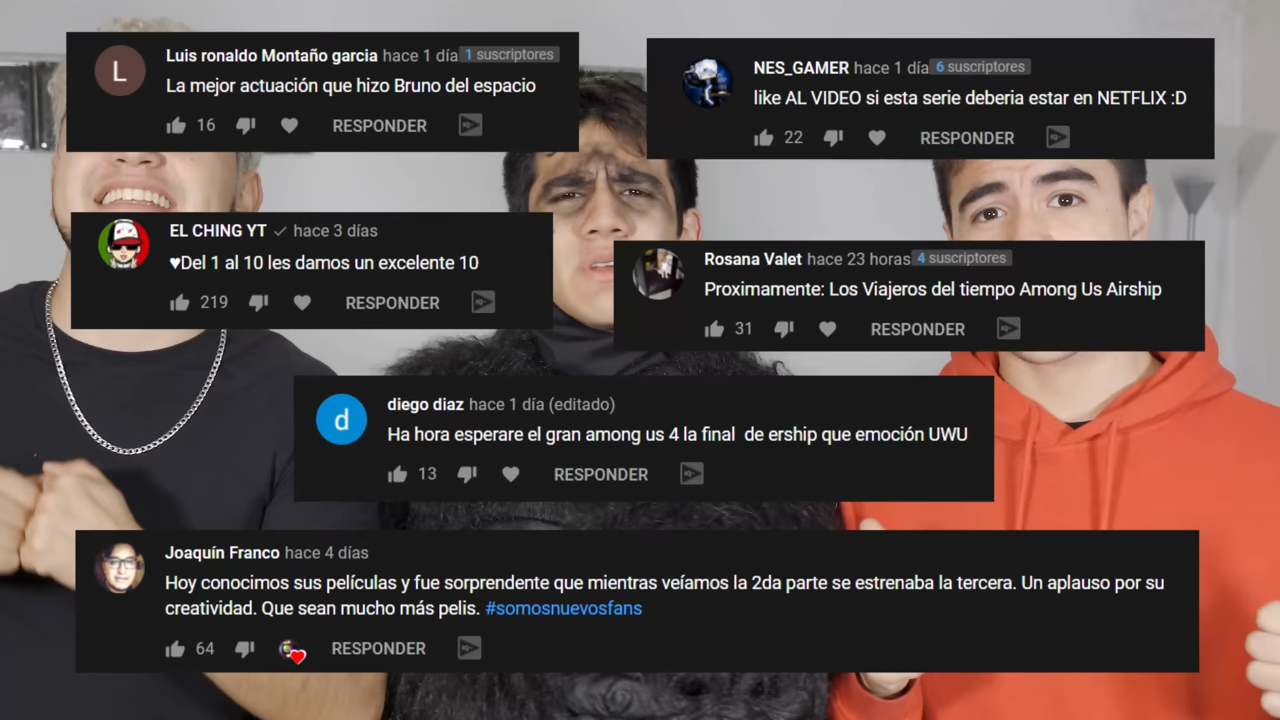 L
Luis ronaldo Montaño garcia hace 1 día 1 suscriptores
La mejor actuación que hizo Bruno del espacio
16 RESPONDER
NES_GAMER hace 1 día 6 suscriptores
like AL VIDEO si esta serie deberia estar en NETFLIX :D
22 RESPONDER
EL CHING YT ✓ hace 3 días
♥Del 1 al 10 les damos un excelente 10
219 RESPONDER
Rosana Valet hace 23 horas 4 suscriptores
Proximamente: Los Viajeros del tiempo Among Us Airship
31 RESPONDER
d
diego diaz hace 1 día (editado)
Ha hora esperare el gran among us 4 la final de ership que emoción UWU
13 RESPONDER
Joaquín Franco hace 4 días
Hoy conocimos sus películas y fue sorprendente que mientras veíamos la 2da parte se estrenaba la tercera. Un aplauso por su
creatividad. Que sean mucho más pelis. #somosnuevosfans
64 RESPONDER